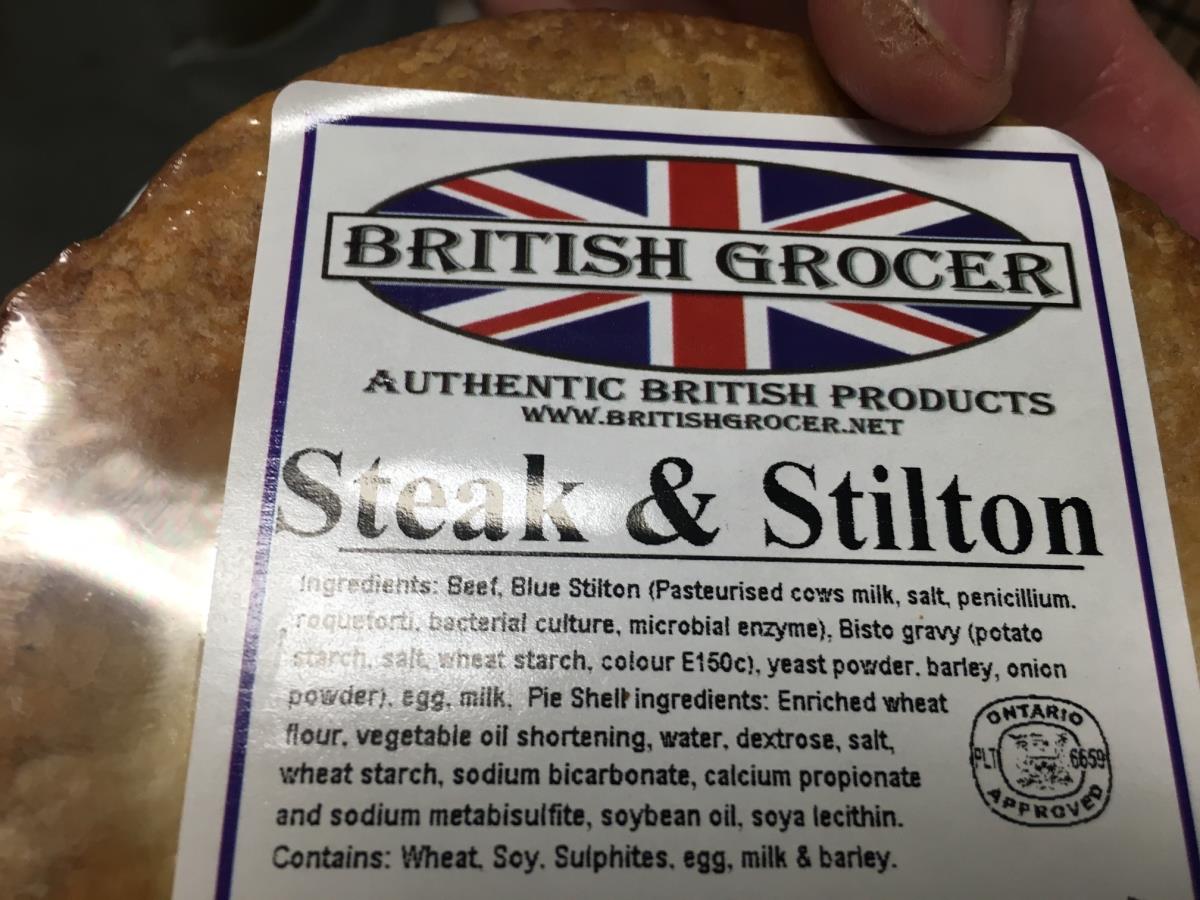 BRITISH GROCER
AUTHENTIC BRITISH PRODUCTS
WWW.BRITISHGROCER.NET
Steak & Stilton
Ingredients: Beef, Blue Stilton (Pasteurised cows milk, salt, penicillium.
roqueforti, bacterial culture, microbial enzyme), Bisto gravy (potato
starch, salt, wheat starch, colour E150c), yeast powder, barley, onion
powder), egg, milk, Pie Shell ingredients: Enriched wheat
flour, vegetable oil shortening, water, dextrose, salt,
wheat starch, sodium bicarbonate, calcium propionate
and sodium metabisulfite, soybean oil, soya lecithin.
Contains: Wheat, Soy, Sulphites, egg, milk & barley.
ONTARIO
PLT 6659
APPROVED